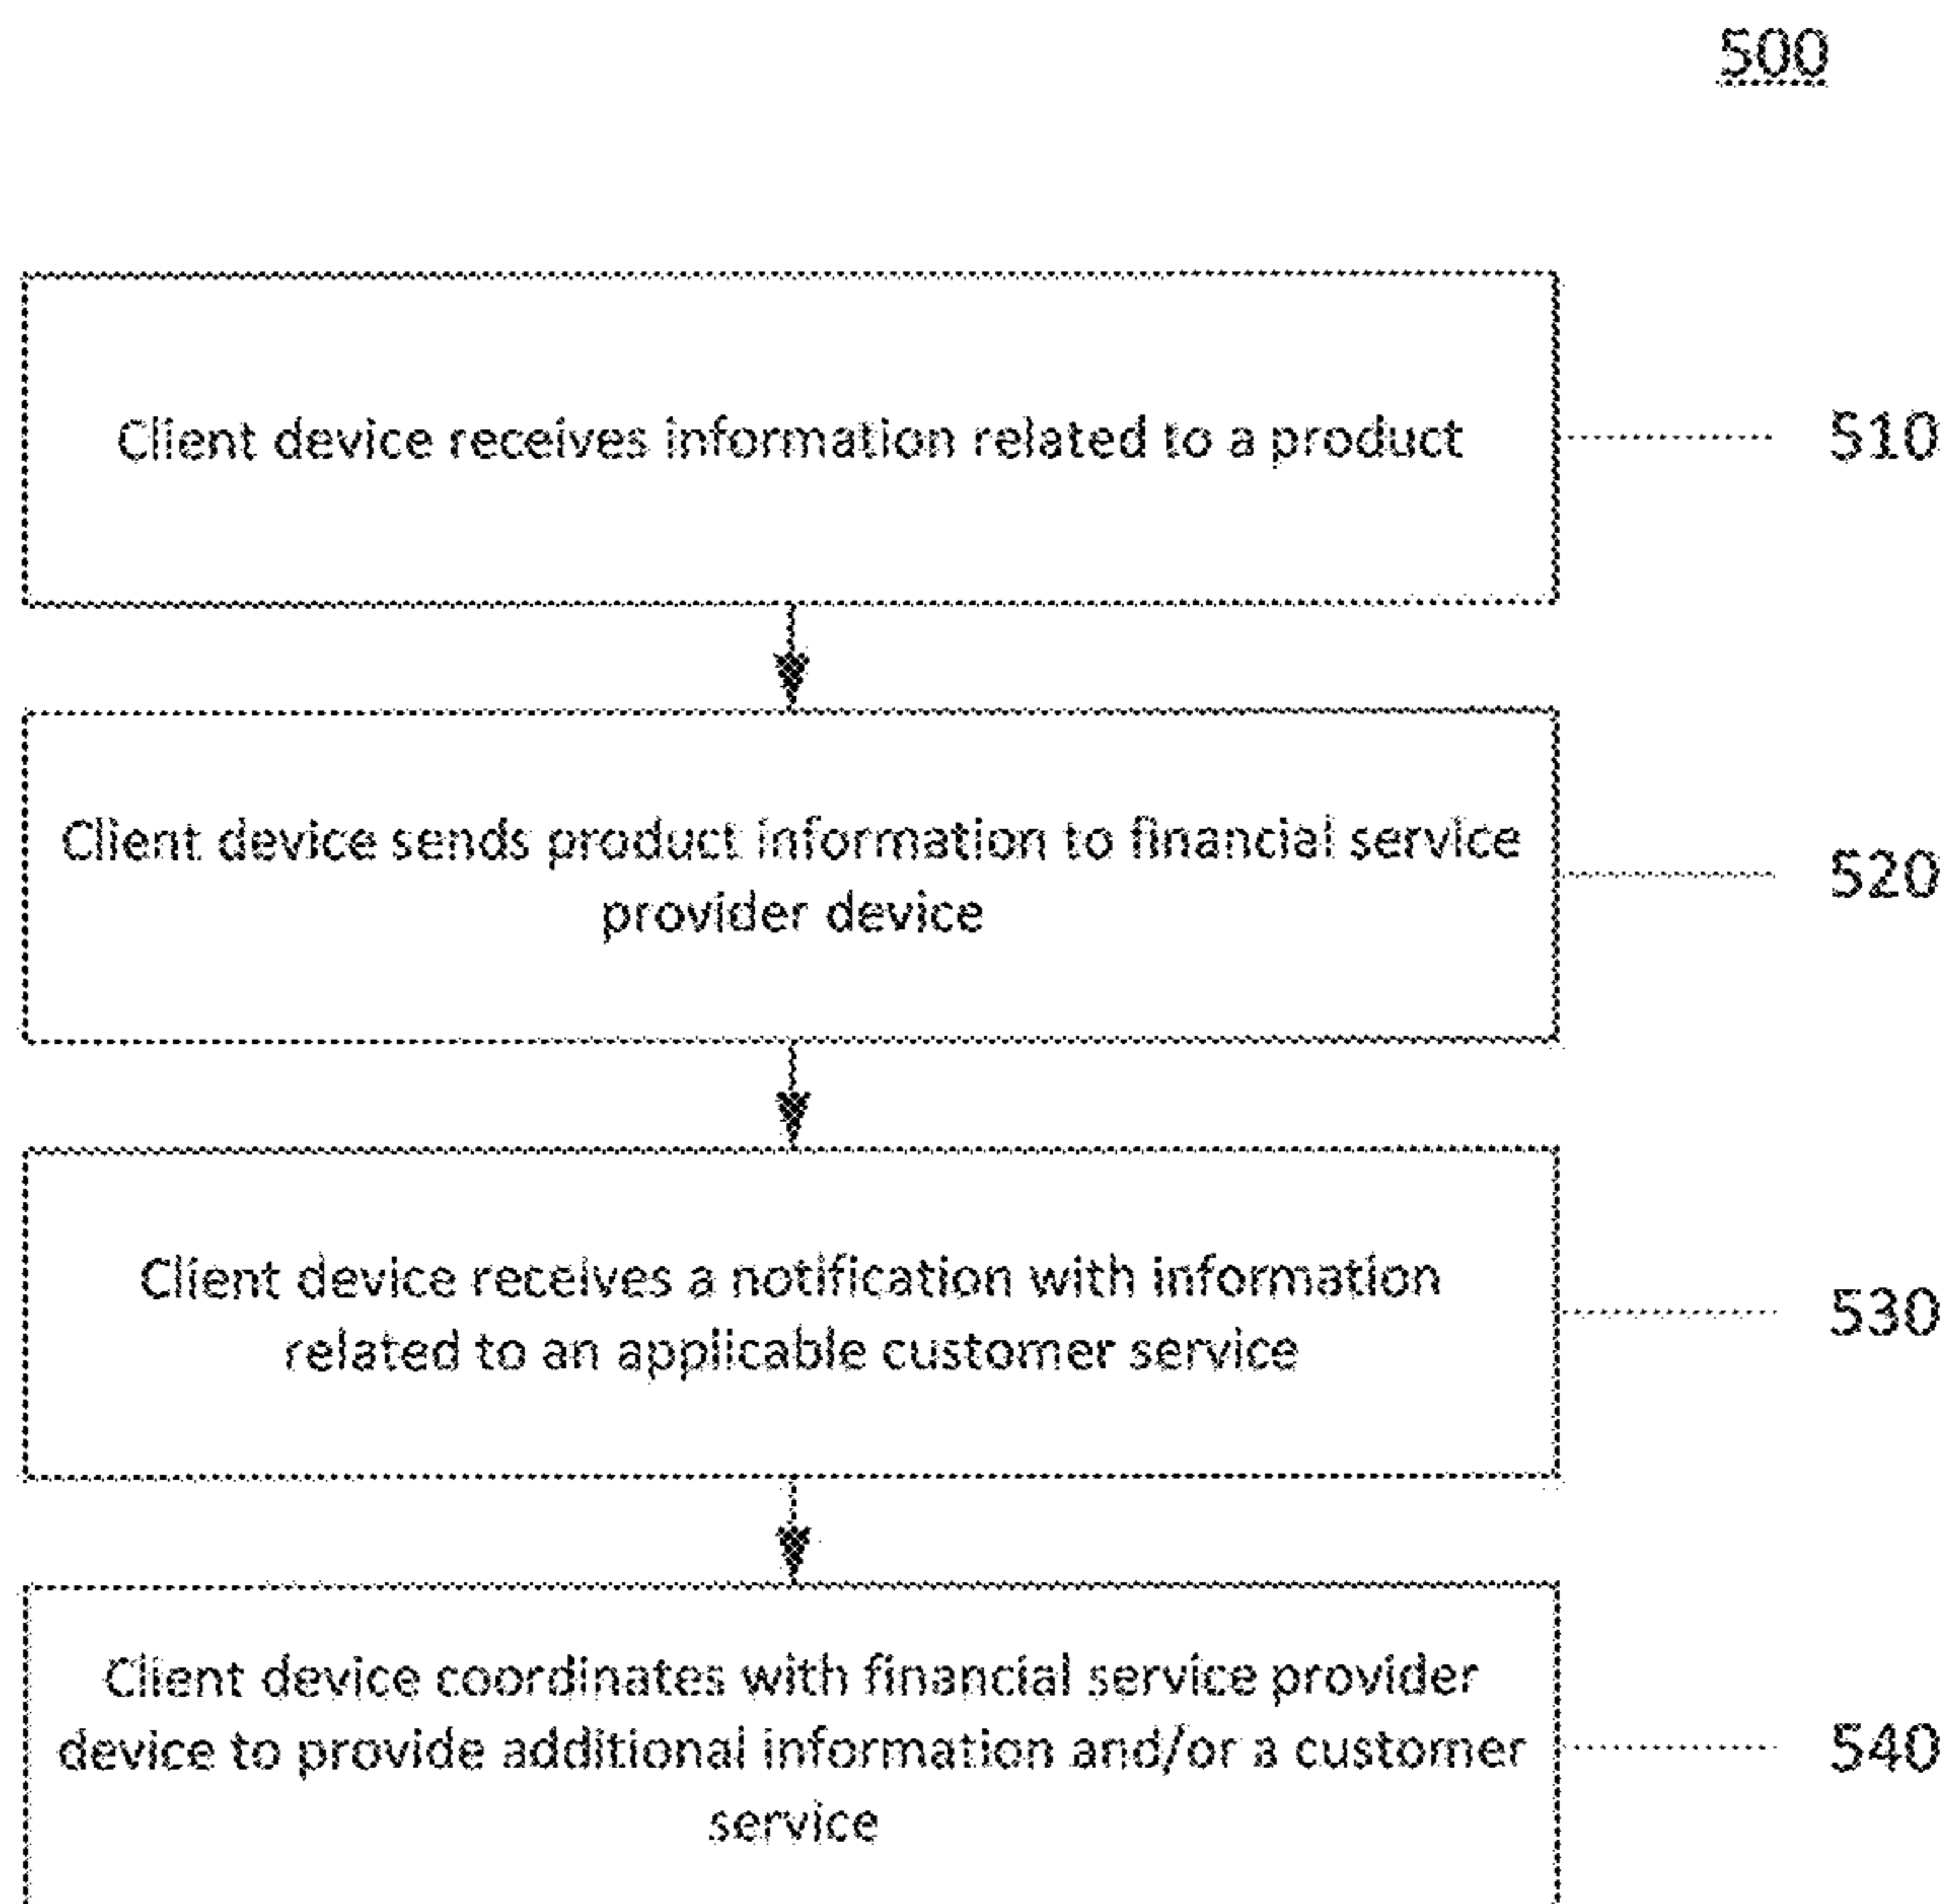 500
Client device receives information related to a product
510
Client device sends product information to financial service
provider device
520
Client device receives a notification with information
related to an applicable customer service
530
Client device coordinates with financial service provider
device to provide additional information and/or a customer
service
540